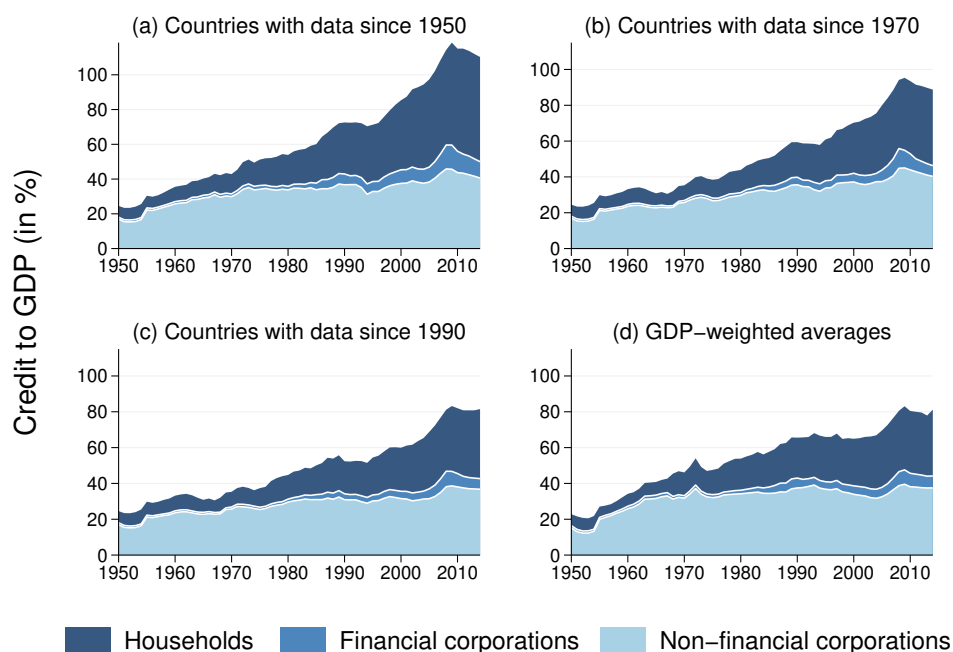 Credit to GDP (in %)
(a) Countries with data since 1950
100
80
60
40
20
0
1950 1960 1970 1980 1990 2000 2010
(b) Countries with data since 1970
100
80
60
40
20
0
1950 1960 1970 1980 1990 2000 2010
(c) Countries with data since 1990
100
80
60
40
20
0
1950 1960 1970 1980 1990 2000 2010
(d) GDP−weighted averages
100
80
60
40
20
0
1950 1960 1970 1980 1990 2000 2010
Households Financial corporations Non−financial corporations